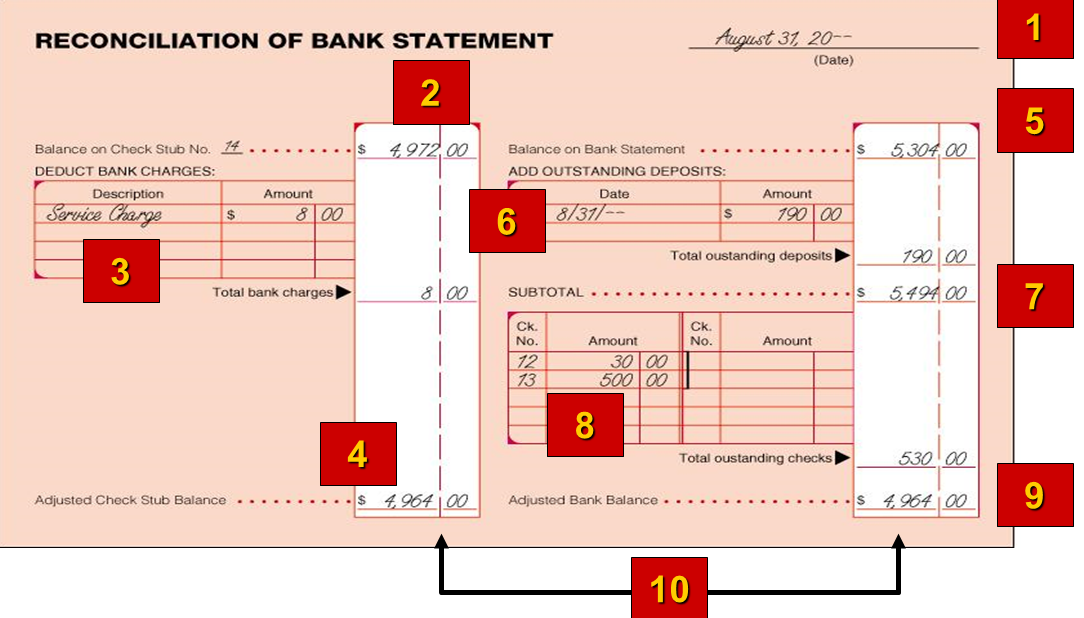 1
RECONCILIATION OF BANK STATEMENT
August 31, 20--
(Date)
2
5
Balance on Check Stub No. 14 $ 4,972 00
Balance on Bank Statement $ 5,304 00
DEDUCT BANK CHARGES:
ADD OUTSTANDING DEPOSITS:
Description Amount
Date Amount
Service Charge $ 8 00
6
8/31/-- $ 190 00
3
Total oustanding deposits 190 00
Total bank charges 8 00
SUBTOTAL $ 5,494 00
7
Ck. No. Amount Ck. No. Amount
12 30 00
13 500 00
8
4
Total oustanding checks 530 00
Adjusted Check Stub Balance $ 4,964 00
Adjusted Bank Balance $ 4,964 00
9
10